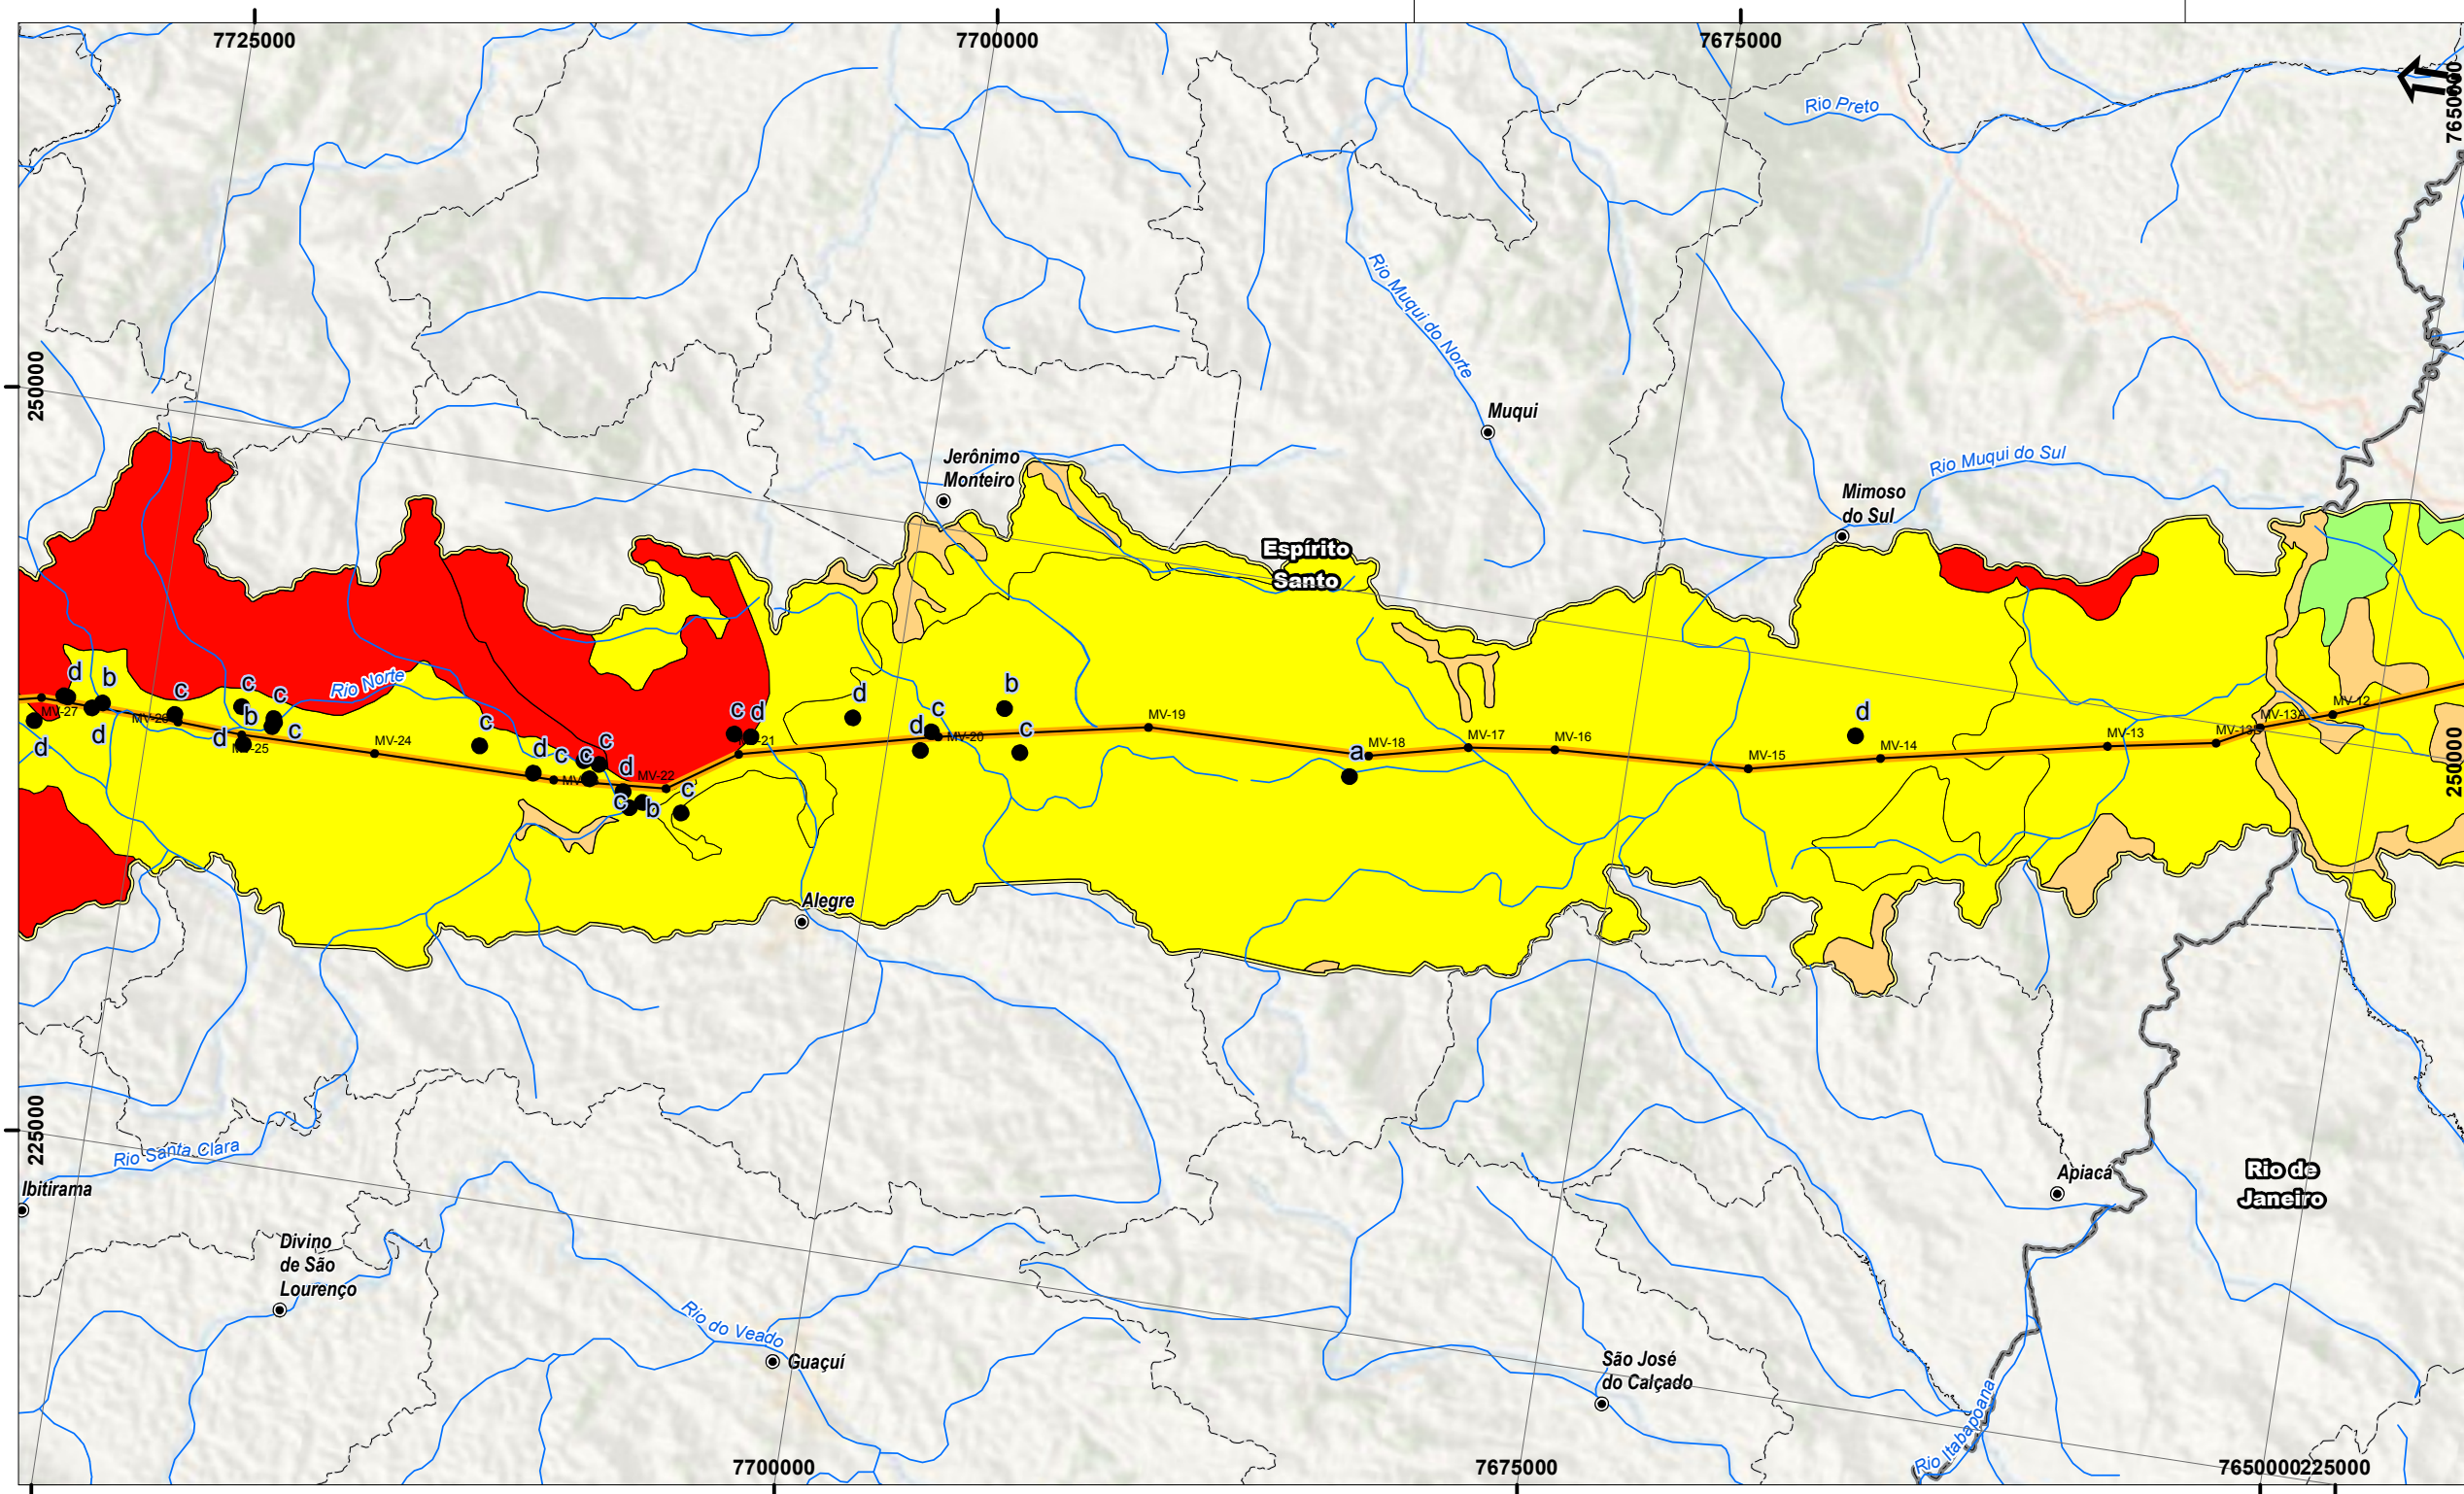 7725000
7700000
7675000
7650000
Rio Preto
250000
Rio Muqui do Norte
Muqui
Jerônimo
Monteiro
Rio Muqui do Sul
Mimoso
do Sul
Espírito
Santo
Rio Norte
d
b
c
c
c
b
c
d
d
d
c
d
c
c
c
d
c
b
c
c
d
d
d
c
b
c
a
d
MV-27
MV-25
MV-24
MV-22
MV-20
MV-19
MV-18
MV-17
MV-16
MV-15
MV-14
MV-13
MV-13A
MV-12
250000
Alegre
225000
Rio Santa Clara
Ibitirama
Divino
de São
Lourenço
Rio do Veado
Guaçuí
São José
do Calçado
Apiacá
Rio de
Janeiro
Rio Itabapoana
7700000
7675000
7650000
225000